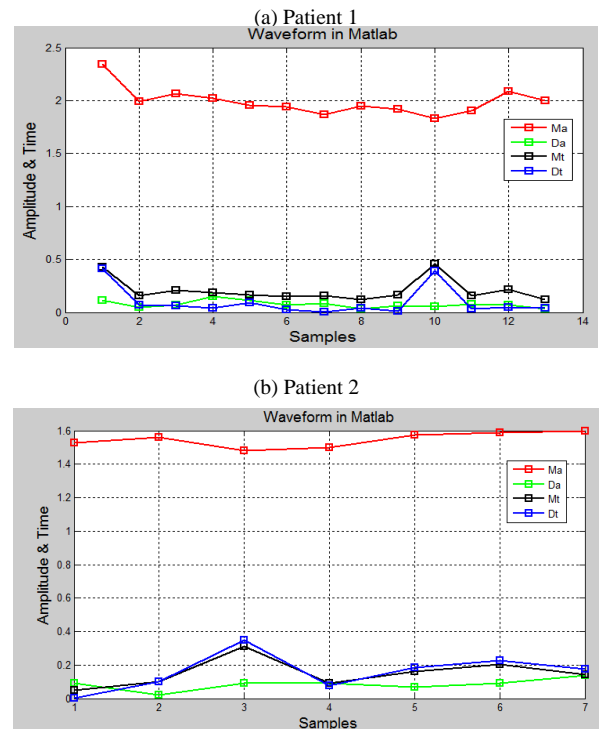 (a) Patient 1
Waveform in Matlab
2.5
2
1.5
1
0.5
0
Amplitude & Time
Ma
Da
Mt
Dt
0 2 4 6 8 10 12 14
Samples
(b) Patient 2
Waveform in Matlab
1.6
1.4
1.2
1
0.8
0.6
0.4
0.2
0
Amplitude & Time
Ma
Da
Mt
Dt
1 2 3 4 5 6 7
Samples